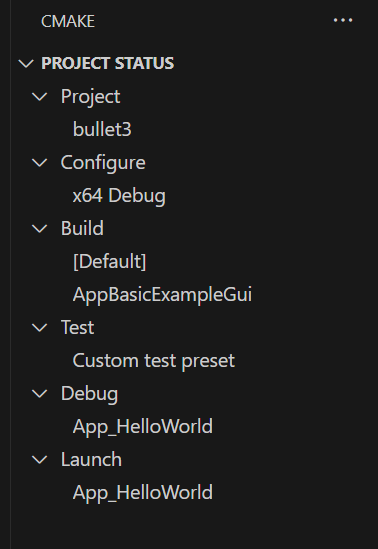 CMAKE
PROJECT STATUS
Project
bullet3
Configure
x64 Debug
Build
[Default]
AppBasicExampleGui
Test
Custom test preset
Debug
App_HelloWorld
Launch
App_HelloWorld